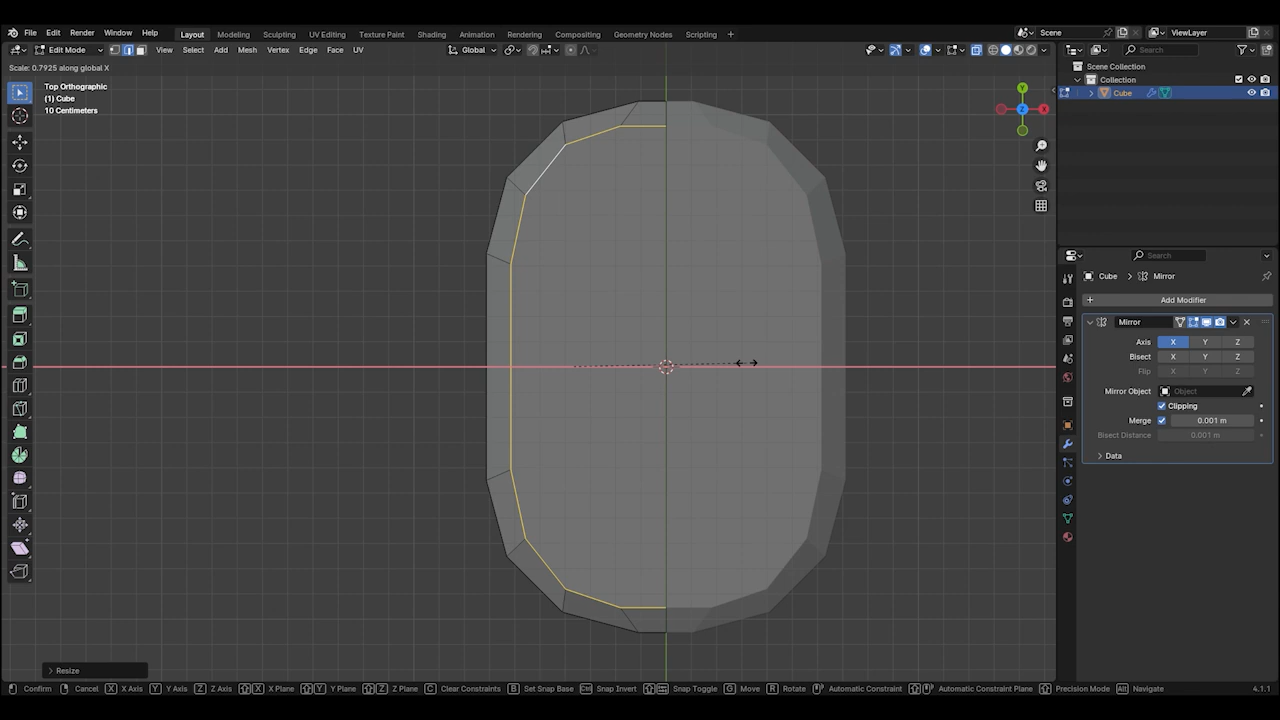 File Edit Render Window Help Layout Modeling Sculpting UV Editing Texture Paint Shading Animation Rendering Compositing Geometry Nodes Scripting + Scene ViewLayer
Edit Mode View Select Add Mesh Vertex Edge Face UV Global Search
Scale: 0.7925 along global X
Scene Collection
Collection
Cube
Top Orthographic
(1) Cube
10 Centimeters
Y
Z
X
Search
Cube > Mirror
+ Add Modifier
Mirror
Axis X Y Z
Bisect X Y Z
Flip X Y Z
Mirror Object Object
Clipping
Merge 0.001 m
Bisect Distance 0.001 m
> Data
> Resize
Confirm Cancel X X Axis Y Y Axis Z Z Axis X X Plane Y Y Plane Z Z Plane C Clear Constraints B Set Snap Base Ctrl Snap Invert Snap Toggle G Move R Rotate Automatic Constraint Automatic Constraint Plane Precision Mode Alt Navigate 4.1.1